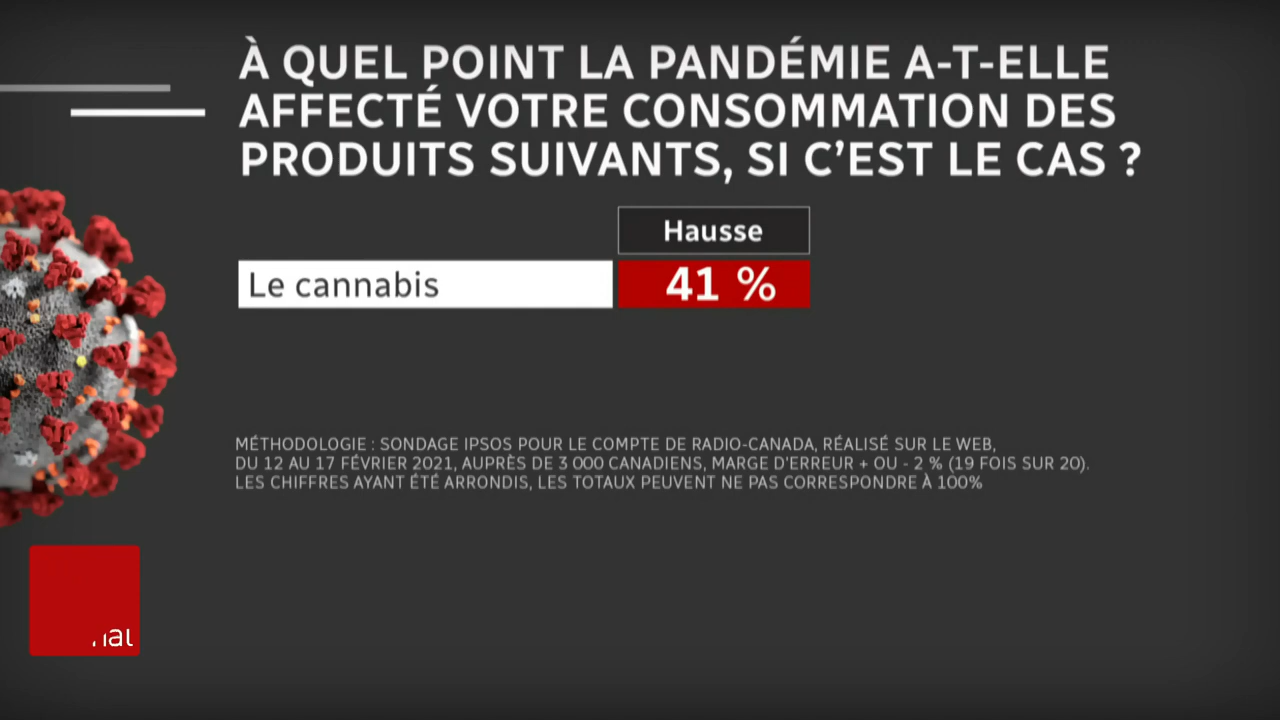 À QUEL POINT LA PANDÉMIE A-T-ELLE
AFFECTÉ VOTRE CONSOMMATION DES
PRODUITS SUIVANTS, SI C'EST LE CAS ?
Hausse
Le cannabis 41 %
MÉTHODOLOGIE : SONDAGE IPSOS POUR LE COMPTE DE RADIO-CANADA, RÉALISÉ SUR LE WEB,
DU 12 AU 17 FÉVRIER 2021, AUPRÈS DE 3 000 CANADIENS, MARGE D'ERREUR + OU - 2 % (19 FOIS SUR 20).
LES CHIFFRES AYANT ÉTÉ ARRONDIS, LES TOTAUX PEUVENT NE PAS CORRESPONDRE À 100%